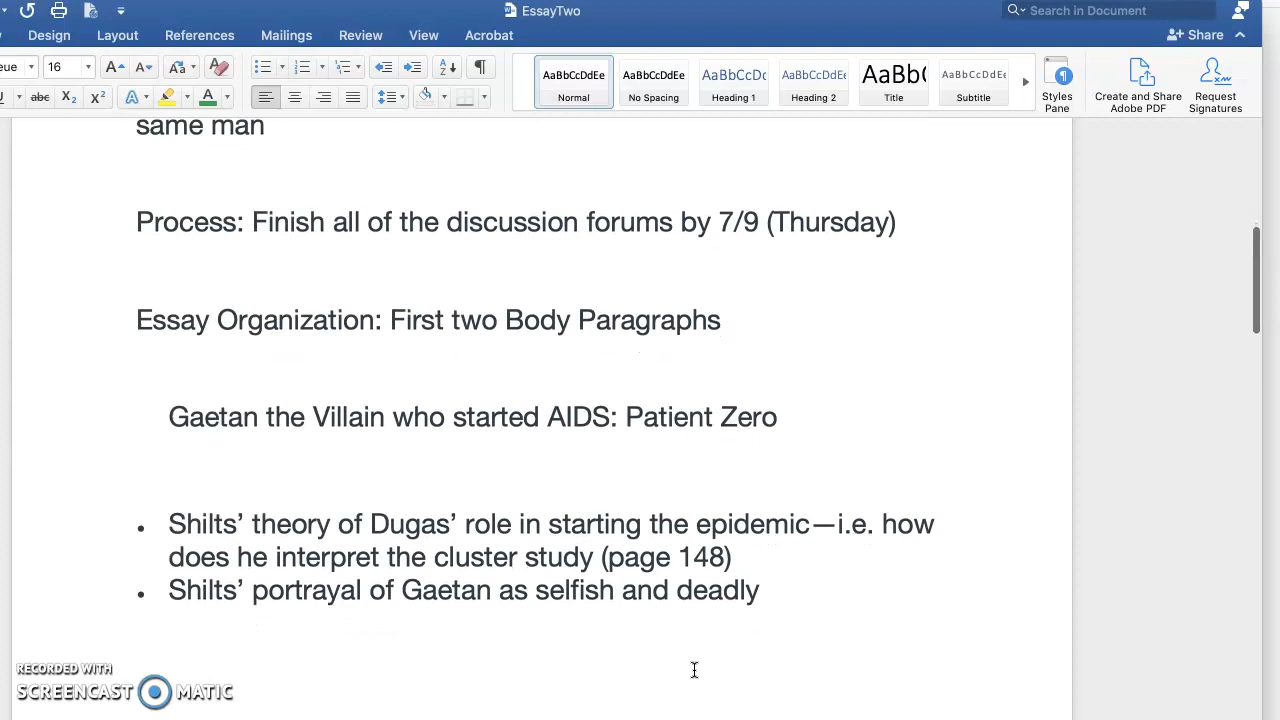 EssayTwo
Search in Document
Design Layout References Mailings Review View Acrobat
Share
16
AaBbCcDdEe AaBbCcDdEe AaBbCcDc AaBbCcDdEe AaBb( AaBbCcDdEe
Normal No Spacing Heading 1 Heading 2 Title Subtitle
Styles Pane
Create and Share Adobe PDF
Request Signatures
same man
Process: Finish all of the discussion forums by 7/9 (Thursday)
Essay Organization: First two Body Paragraphs
Gaetan the Villain who started AIDS: Patient Zero
• Shilts’ theory of Dugas’ role in starting the epidemic—i.e. how
does he interpret the cluster study (page 148)
• Shilts’ portrayal of Gaetan as selfish and deadly
RECORDED WITH
SCREENCAST MATIC